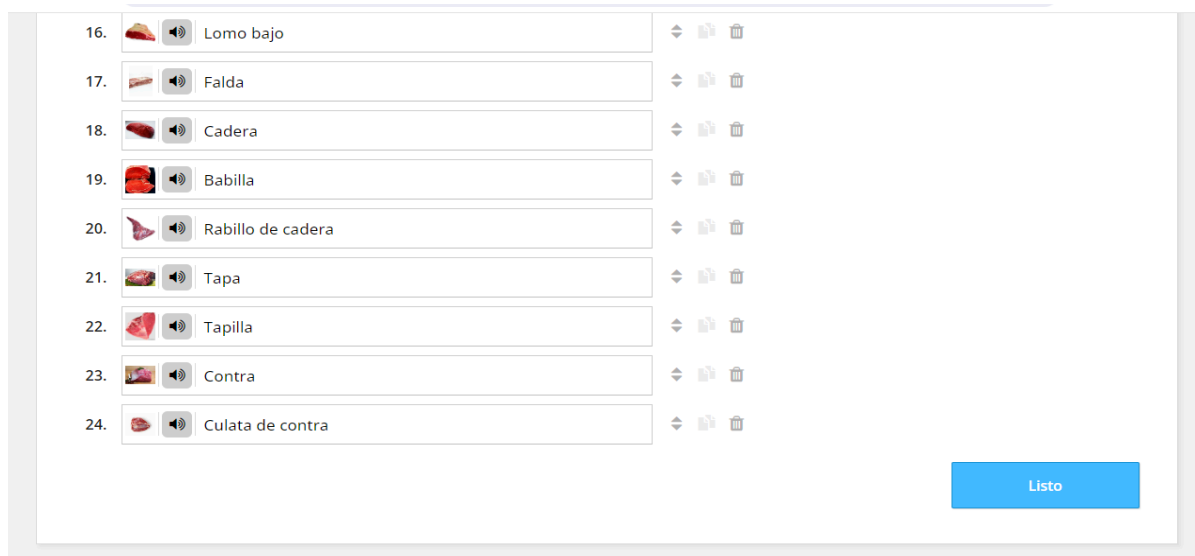 16. Lomo bajo
17. Falda
18. Cadera
19. Babilla
20. Rabillo de cadera
21. Tapa
22. Tapilla
23. Contra
24. Culata de contra
Listo